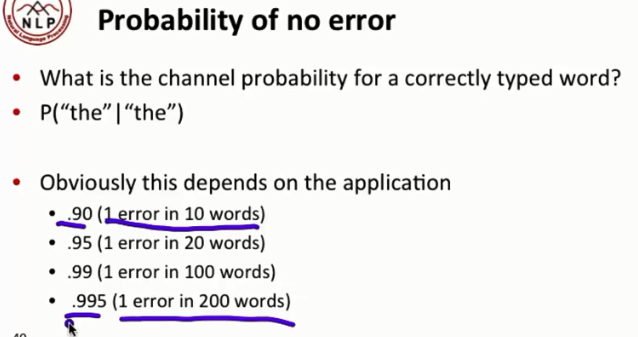 NLP
Natural Language Processing
Probability of no error
• What is the channel probability for a correctly typed word?
• P(“the”|“the”)
• Obviously this depends on the application
• .90 (1 error in 10 words)
• .95 (1 error in 20 words)
• .99 (1 error in 100 words)
• .995 (1 error in 200 words)